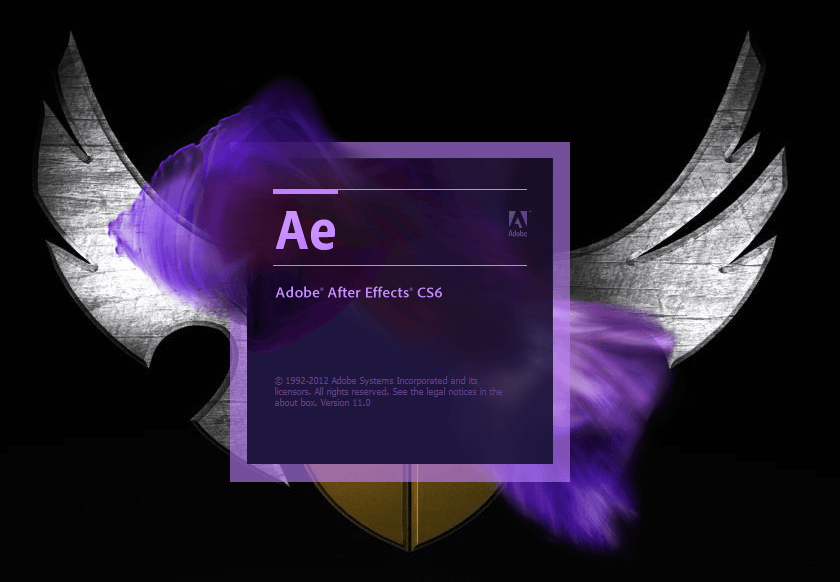 Ae
Adobe
Adobe® After Effects® CS6
© 1992-2012 Adobe Systems Incorporated and its
licensors. All rights reserved. See the legal notices in the
about box. Version 11.0